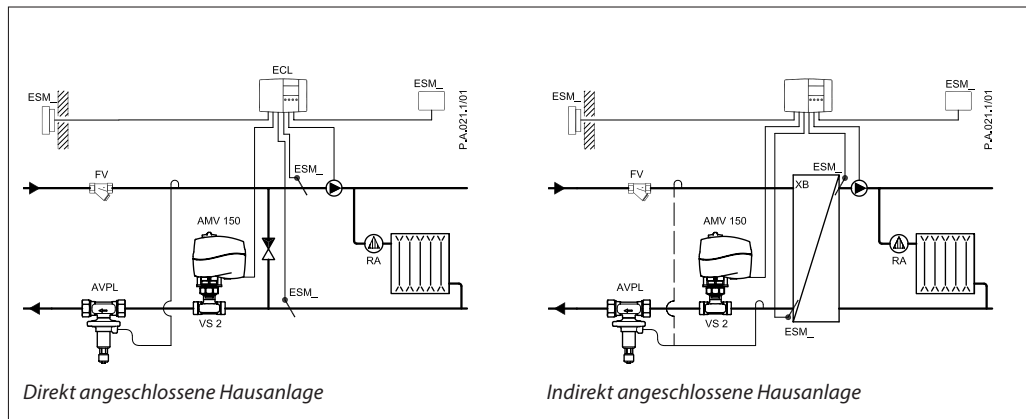 ECL
ESM_
ESM_
P.A.021.1/01
FV
ESM_
AMV 150
RA
AVPL
ESM_
VS 2
Direkt angeschlossene Hausanlage
ESM_
ESM_
P.A.021.1/01
FV
ESM_
XB
AMV 150
RA
AVPL
VS 2
ESM_
Indirekt angeschlossene Hausanlage